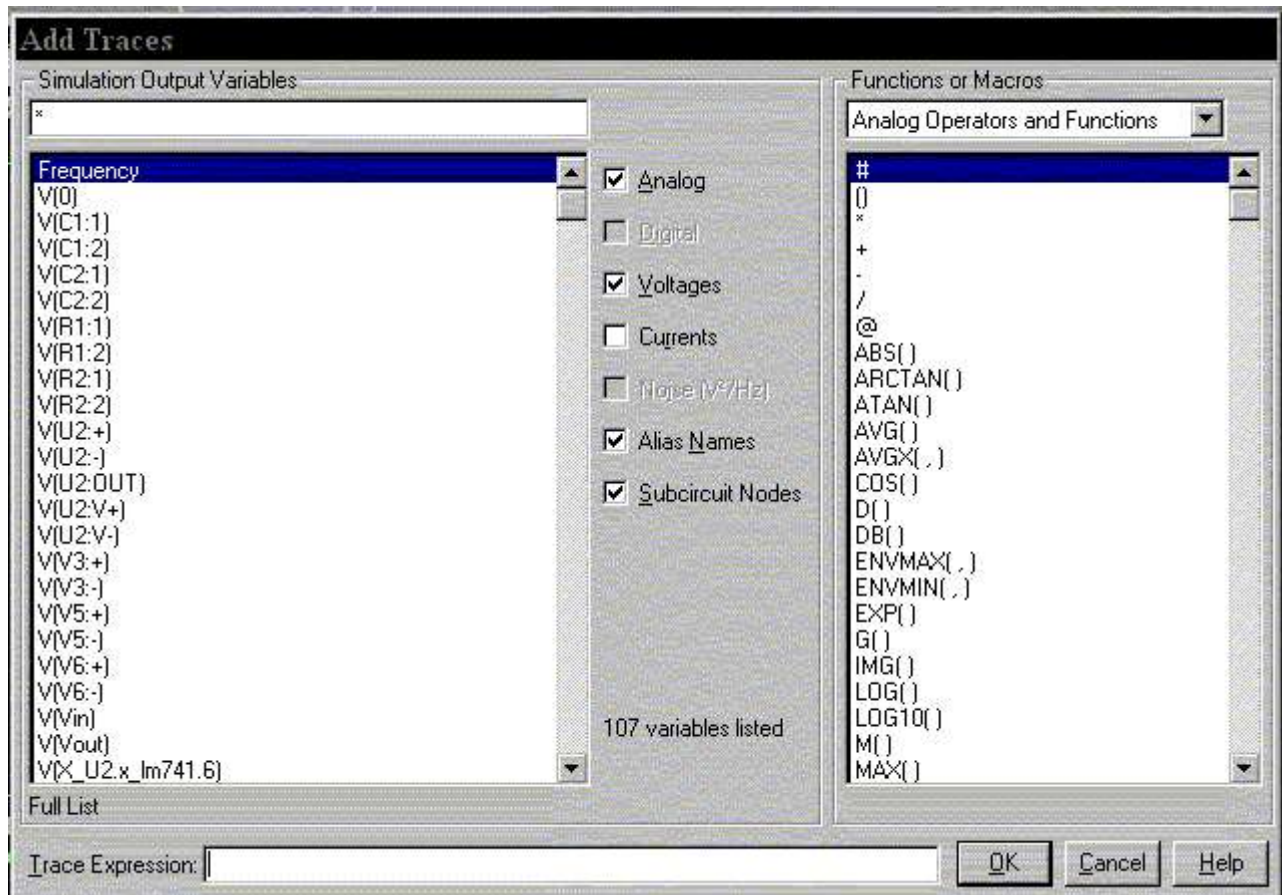 Add Traces
Simulation Output Variables
*
Frequency
V(0)
V(C1:1)
V(C1:2)
V(C2:1)
V(C2:2)
V(R1:1)
V(R1:2)
V(R2:1)
V(R2:2)
V(U2:+)
V(U2:-)
V(U2:OUT)
V(U2:V+)
V(U2:V-)
V(V3:+)
V(V3:-)
V(V5:+)
V(V5:-)
V(V6:+)
V(V6:-)
V(Vin)
V(Vout)
V(X_U2.x_lm741.6)
Full List
Analog
Digital
Voltages
Currents
Noise (V²/Hz)
Alias Names
Subcircuit Nodes
107 variables listed
Functions or Macros
Analog Operators and Functions
#
()
*
+
-
/
@
ABS( )
ARCTAN( )
ATAN( )
AVG( )
AVGX( , )
COS( )
D( )
DB( )
ENVMAX( , )
ENVMIN( , )
EXP( )
G( )
IMG( )
LOG( )
LOG10( )
M( )
MAX( )
Trace Expression:
OK
Cancel
Help